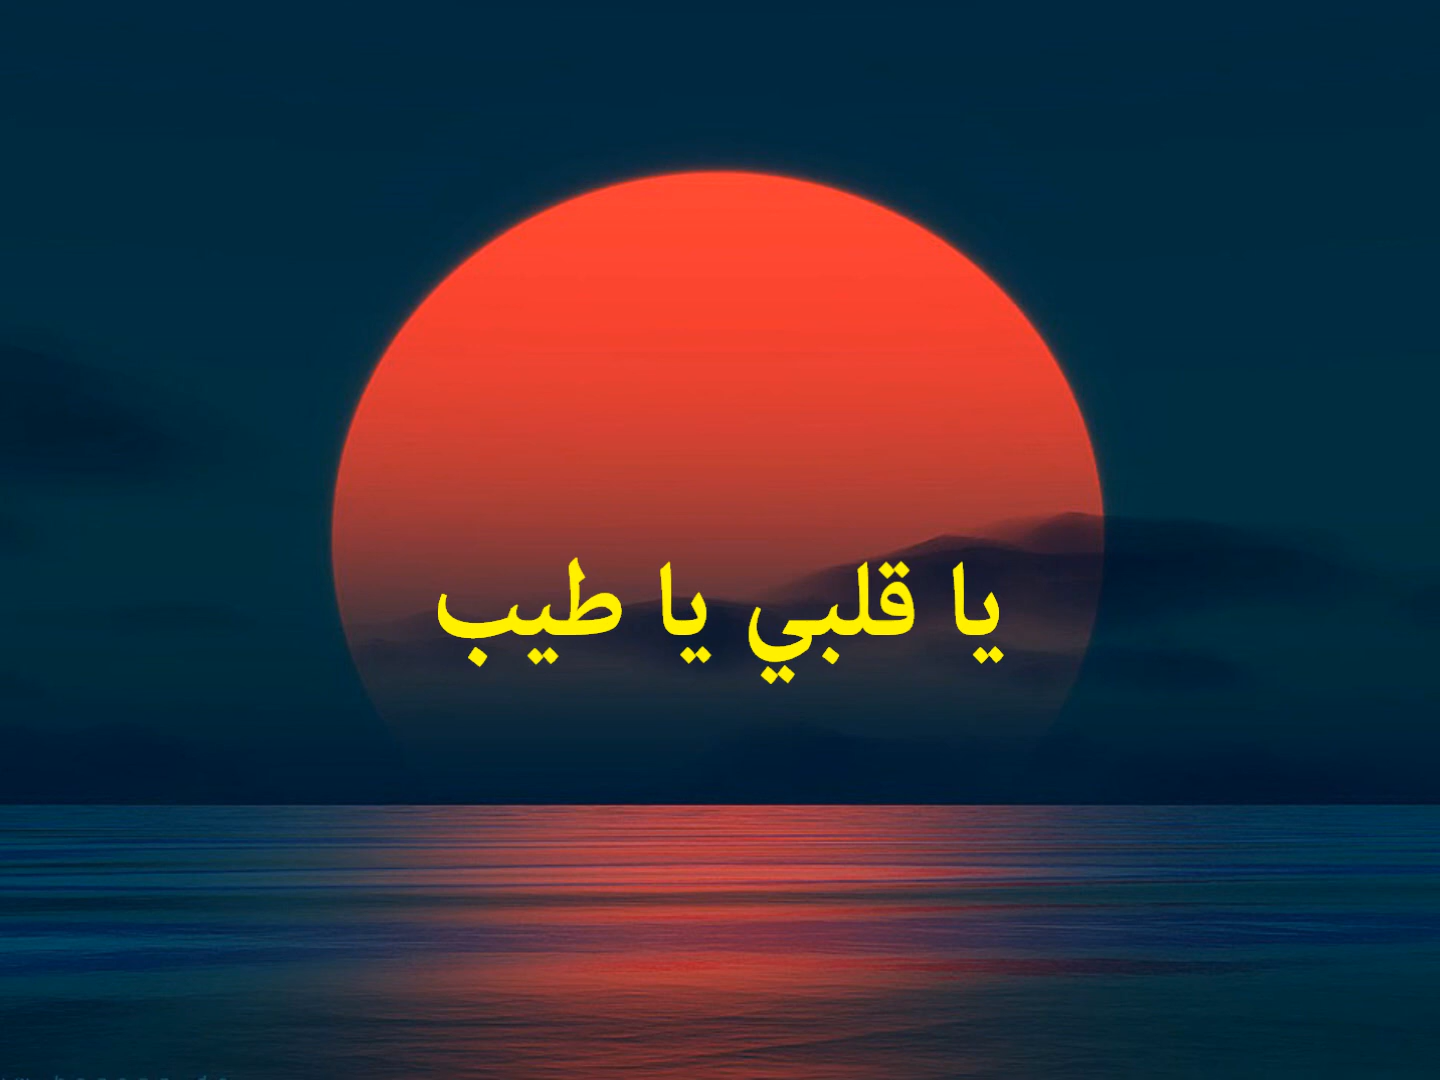 يا قلبي يا طيب